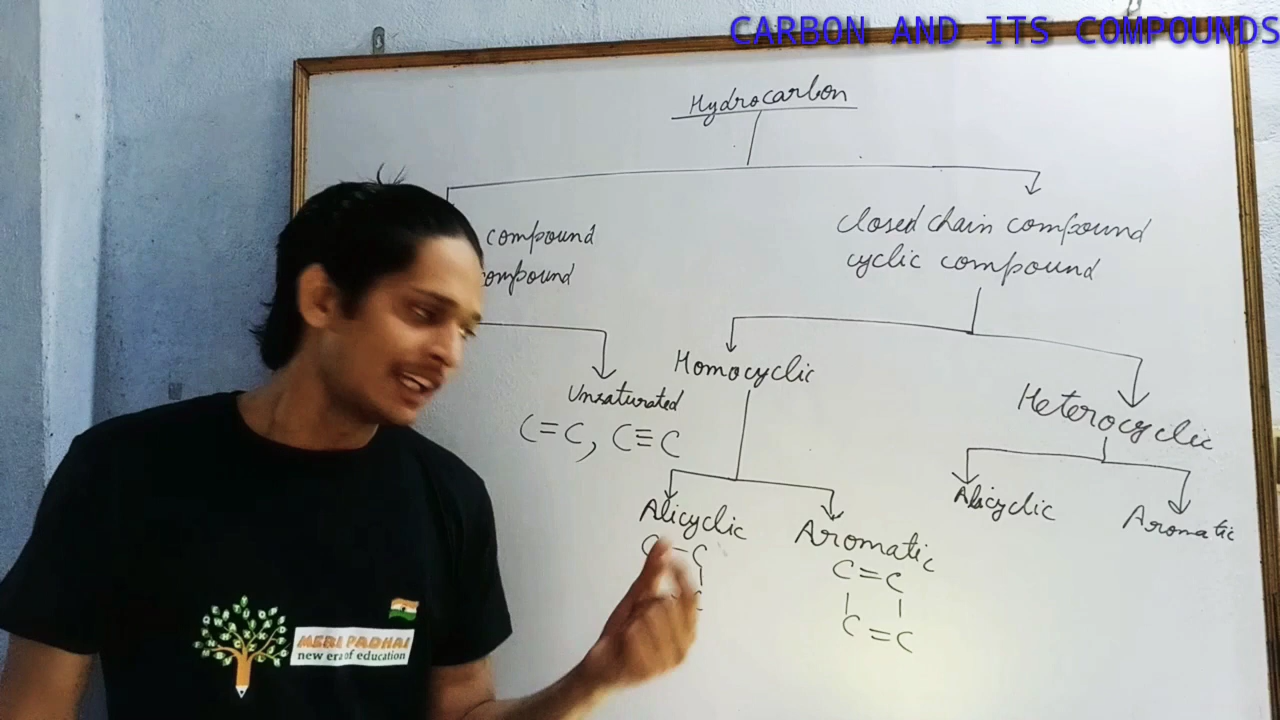 CARBON AND ITS COMPOUNDS
Hydrocarbon
compound
compound
closed chain compound
cyclic compound
Homocyclic
Heterocyclic
Unsaturated
C=C, C≡C
Alicyclic
Aromatic
Alicyclic
Aromatic
C - C
|
C
C=C
| |
C=C
MERI PADHAI
new era of education